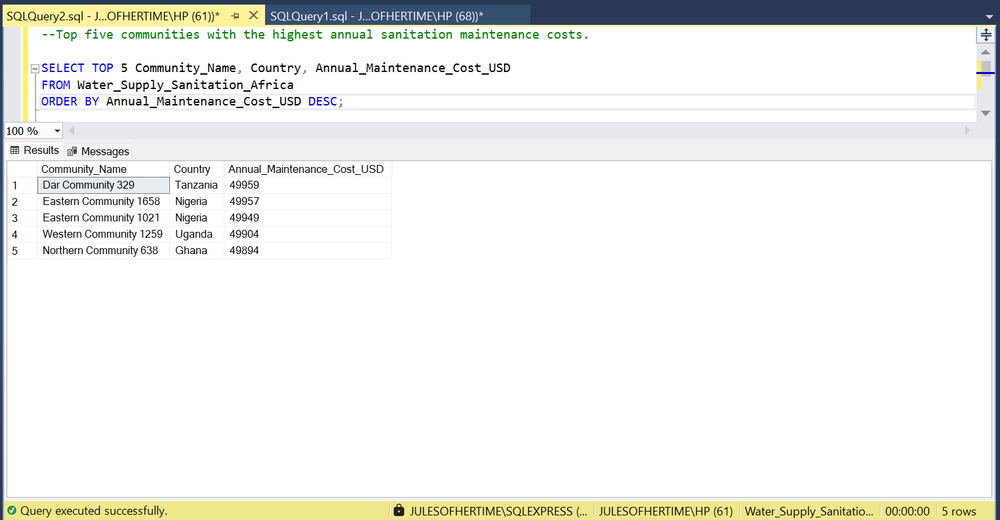 SQLQuery2.sql - J...OFHERTIME\HP (61))* SQLQuery1.sql - J...OFHERTIME\HP (68))*
--Top five communities with the highest annual sanitation maintenance costs.
SELECT TOP 5 Community_Name, Country, Annual_Maintenance_Cost_USD
FROM Water_Supply_Sanitation_Africa
ORDER BY Annual_Maintenance_Cost_USD DESC;
100 %
Results Messages
Community_Name Country Annual_Maintenance_Cost_USD
1 Dar Community 329 Tanzania 49959
2 Eastern Community 1658 Nigeria 49957
3 Eastern Community 1021 Nigeria 49949
4 Western Community 1259 Uganda 49904
5 Northern Community 638 Ghana 49894
Query executed successfully. JULESOFHERTIME\SQLEXPRESS (... JULESOFHERTIME\HP (61) Water_Supply_Sanitatio... 00:00:00 5 rows